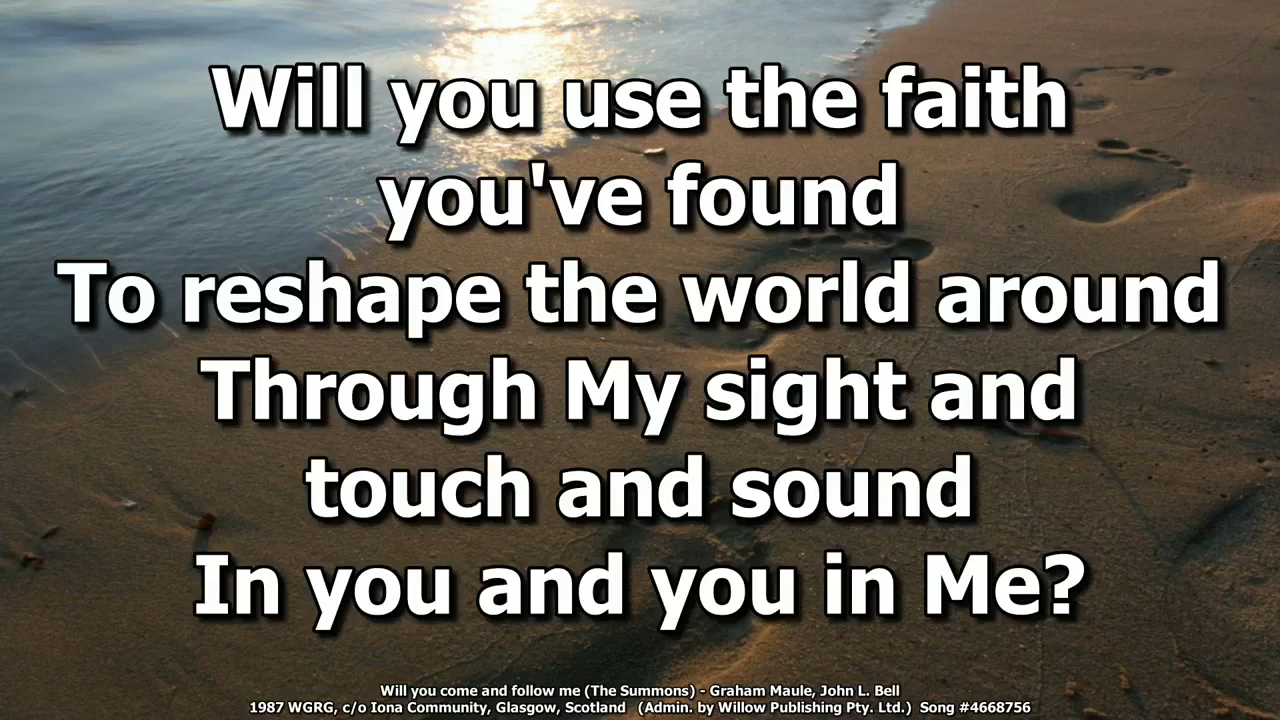 Will you use the faith
you've found
To reshape the world around
Through My sight and
touch and sound
In you and you in Me?
Will you come and follow me (The Summons) - Graham Maule, John L. Bell
1987 WGRG, c/o Iona Community, Glasgow, Scotland (Admin. by Willow Publishing Pty. Ltd.) Song #4668756